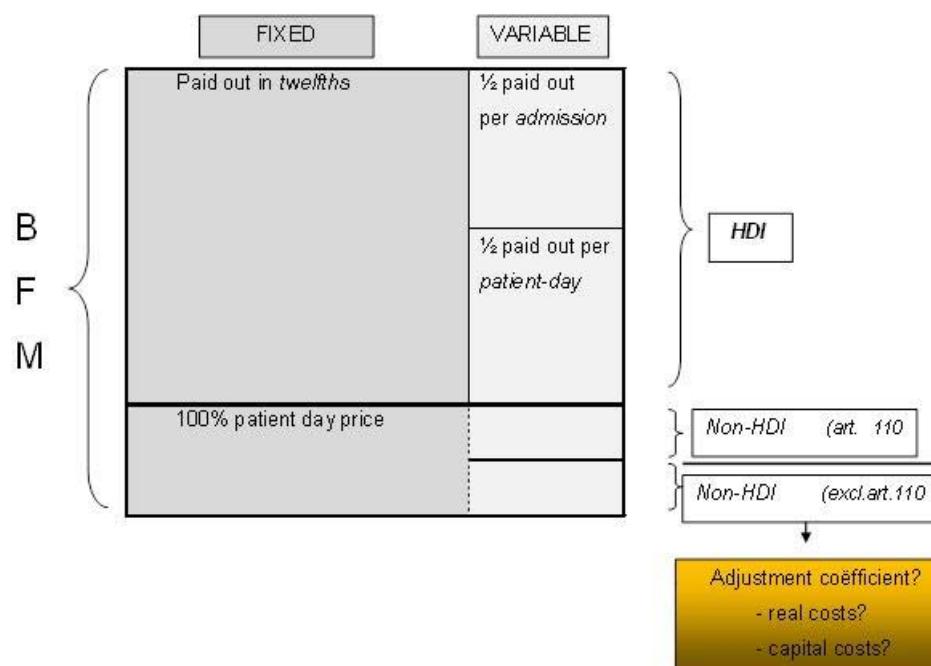 FIXED
VARIABLE
Paid out in twelfths
½ paid out
per admission
B
F
M
HDI
½ paid out per
patient-day
100% patient day price
Non-HDI (art. 110
Non-HDI (excl.art.110
Adjustment coëfficient?
- real costs?
- capital costs?